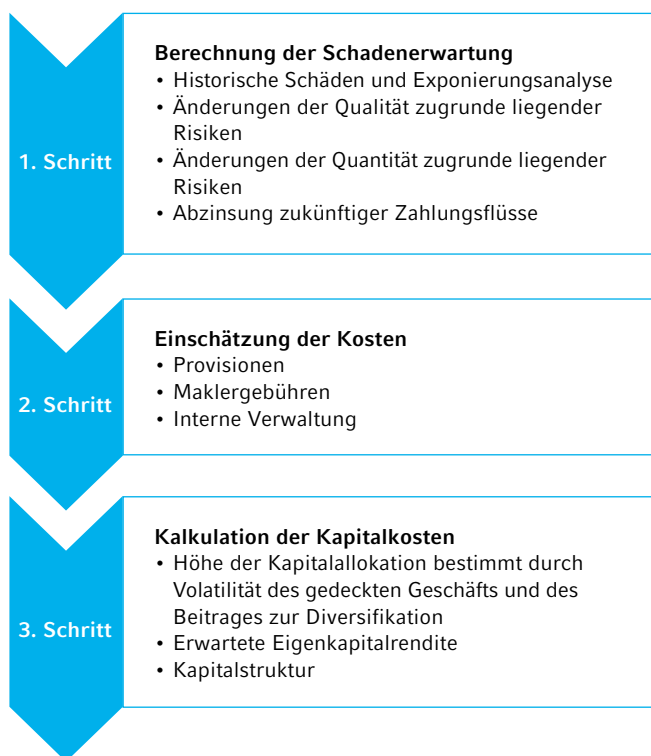 1. Schritt
Berechnung der Schadenerwartung
• Historische Schäden und Exponierungsanalyse
• Änderungen der Qualität zugrunde liegender
Risiken
• Änderungen der Quantität zugrunde liegender
Risiken
• Abzinsung zukünftiger Zahlungsflüsse
2. Schritt
Einschätzung der Kosten
• Provisionen
• Maklergebühren
• Interne Verwaltung
3. Schritt
Kalkulation der Kapitalkosten
• Höhe der Kapitalallokation bestimmt durch
Volatilität des gedeckten Geschäfts und des
Beitrages zur Diversifikation
• Erwartete Eigenkapitalrendite
• Kapitalstruktur